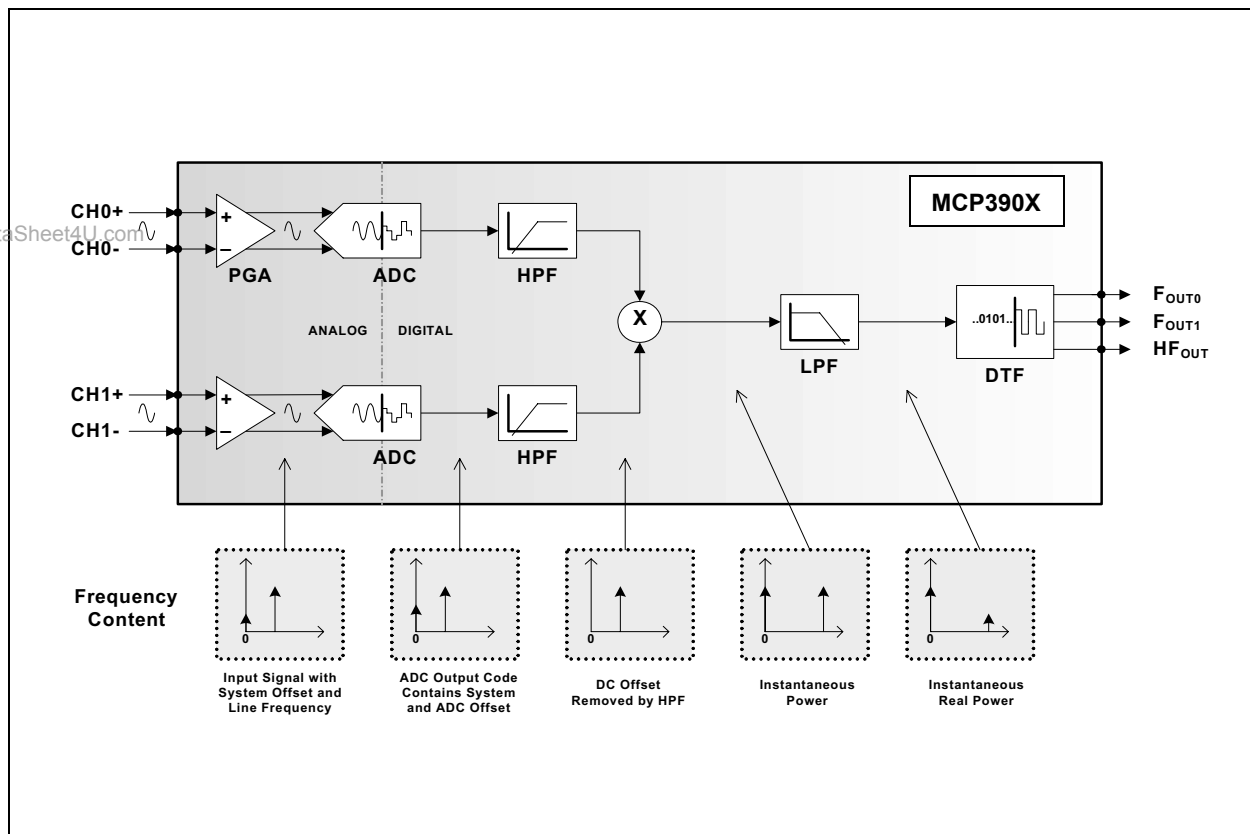 MCP390X
CH0+
taSheet4U.com
CH0-
+
–
PGA
ADC
HPF
ANALOG
DIGITAL
X
LPF
..0101..
DTF
FOUT0
FOUT1
HFOUT
CH1+
CH1-
+
–
ADC
HPF
Frequency
Content
0
0
0
0
0
Input Signal with
System Offset and
Line Frequency
ADC Output Code
Contains System
and ADC Offset
DC Offset
Removed by HPF
Instantaneous
Power
Instantaneous
Real Power